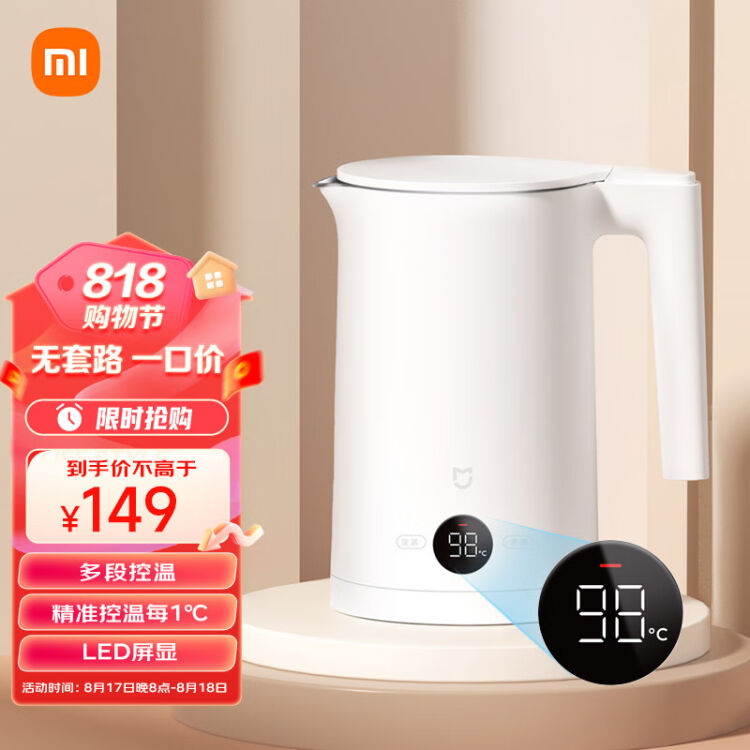 mi
818
购物节
无套路 一口价
限时抢购
到手价不高于
¥149
多段控温
精准控温每1℃
LED屏显
活动时间：8月17日晚8点-8月18日
98°C
98°C